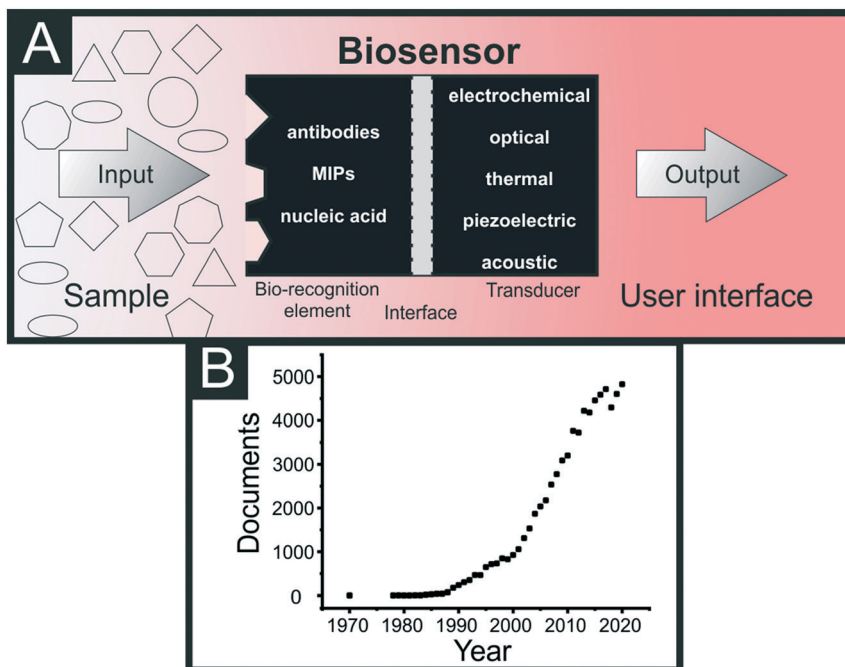 A
Biosensor
Input
Sample
antibodies
MIPs
nucleic acid
Bio-recognition
element
Interface
electrochemical
optical
thermal
piezoelectric
acoustic
Transducer
Output
User interface
B
Documents
5000
4000
3000
2000
1000
0
1970 1980 1990 2000 2010 2020
Year